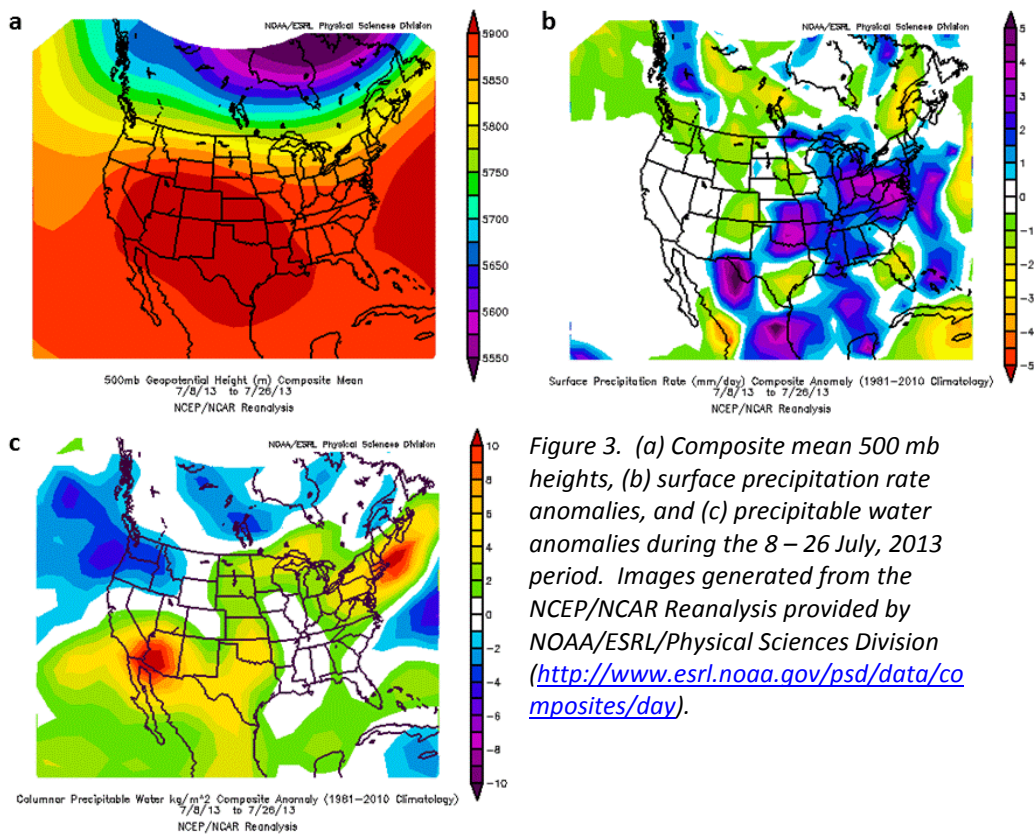 a
NOAA/ESRL Physical Sciences Division
5900
5850
5800
5750
5700
5650
5600
5550
500mb Geopotential Height (m) Composite Mean
7/8/13 to 7/26/13
NCEP/NCAR Reanalysis
b
NOAA/ESRL Physical Sciences Division
5
4
3
2
1
0
-1
-2
-3
-4
-5
Surface Precipitation Rate (mm/day) Composite Anomaly (1981-2010 Climatology)
7/8/13 to 7/26/13
NCEP/NCAR Reanalysis
c
NOAA/ESRL Physical Sciences Division
10
8
6
4
2
0
-2
-4
-6
-8
-10
Columnar Precipitable Water kg/m^2 Composite Anomaly (1981-2010 Climatology)
7/8/13 to 7/26/13
NCEP/NCAR Reanalysis
Figure 3. (a) Composite mean 500 mb
heights, (b) surface precipitation rate
anomalies, and (c) precipitable water
anomalies during the 8 – 26 July, 2013
period. Images generated from the
NCEP/NCAR Reanalysis provided by
NOAA/ESRL/Physical Sciences Division
(http://www.esrl.noaa.gov/psd/data/co
mposites/day).